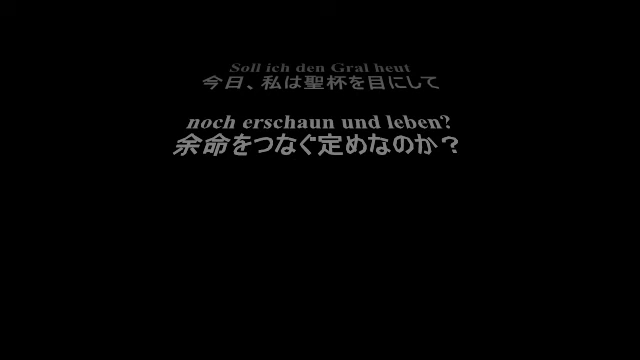 Soll ich den Gral heut
今日、私は聖杯を目にして
noch erschaun und leben?
余命をつなぐ定めなのか？